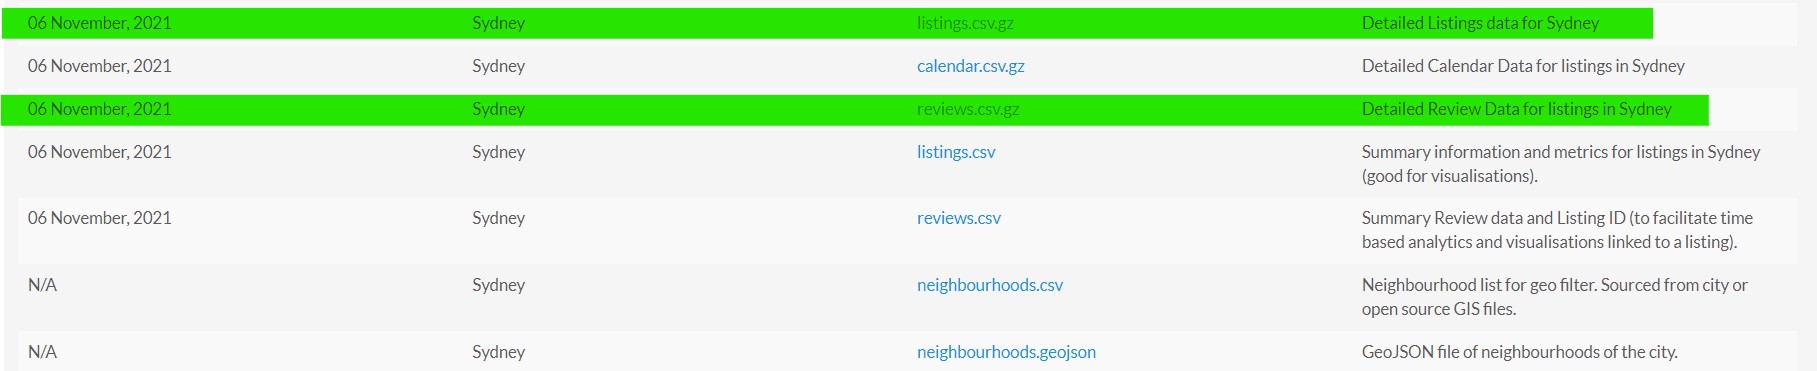 06 November, 2021 Sydney listings.csv.gz Detailed Listings data for Sydney
06 November, 2021 Sydney calendar.csv.gz Detailed Calendar Data for listings in Sydney
06 November, 2021 Sydney reviews.csv.gz Detailed Review Data for listings in Sydney
06 November, 2021 Sydney listings.csv Summary information and metrics for listings in Sydney
(good for visualisations).
06 November, 2021 Sydney reviews.csv Summary Review data and Listing ID (to facilitate time
based analytics and visualisations linked to a listing).
N/A Sydney neighbourhoods.csv Neighbourhood list for geo filter. Sourced from city or
open source GIS files.
N/A Sydney neighbourhoods.geojson GeoJSON file of neighbourhoods of the city.